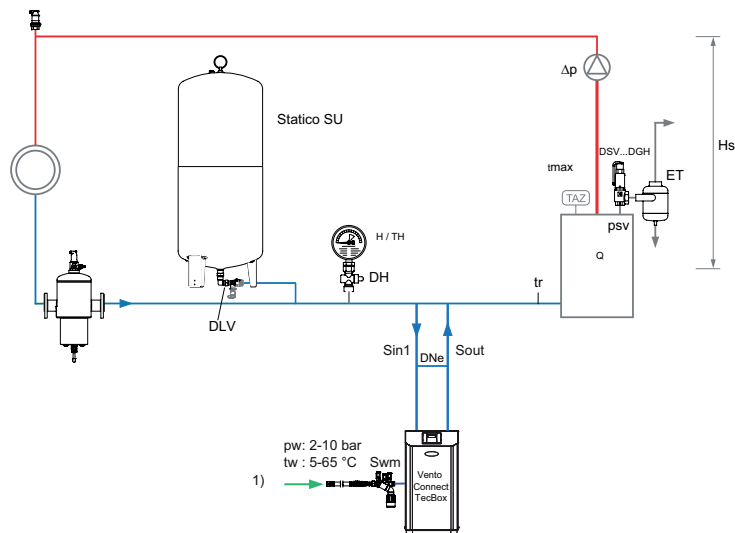 Δp
Statico SU
Hs
DSV...DGH
tmax
ET
TAZ
psv
H / TH
Q
DH
tr
DLV
Sin1
Sout
DNe
pw: 2-10 bar
tw : 5-65 °C
Swm
1)
Vento
Connect
TecBox